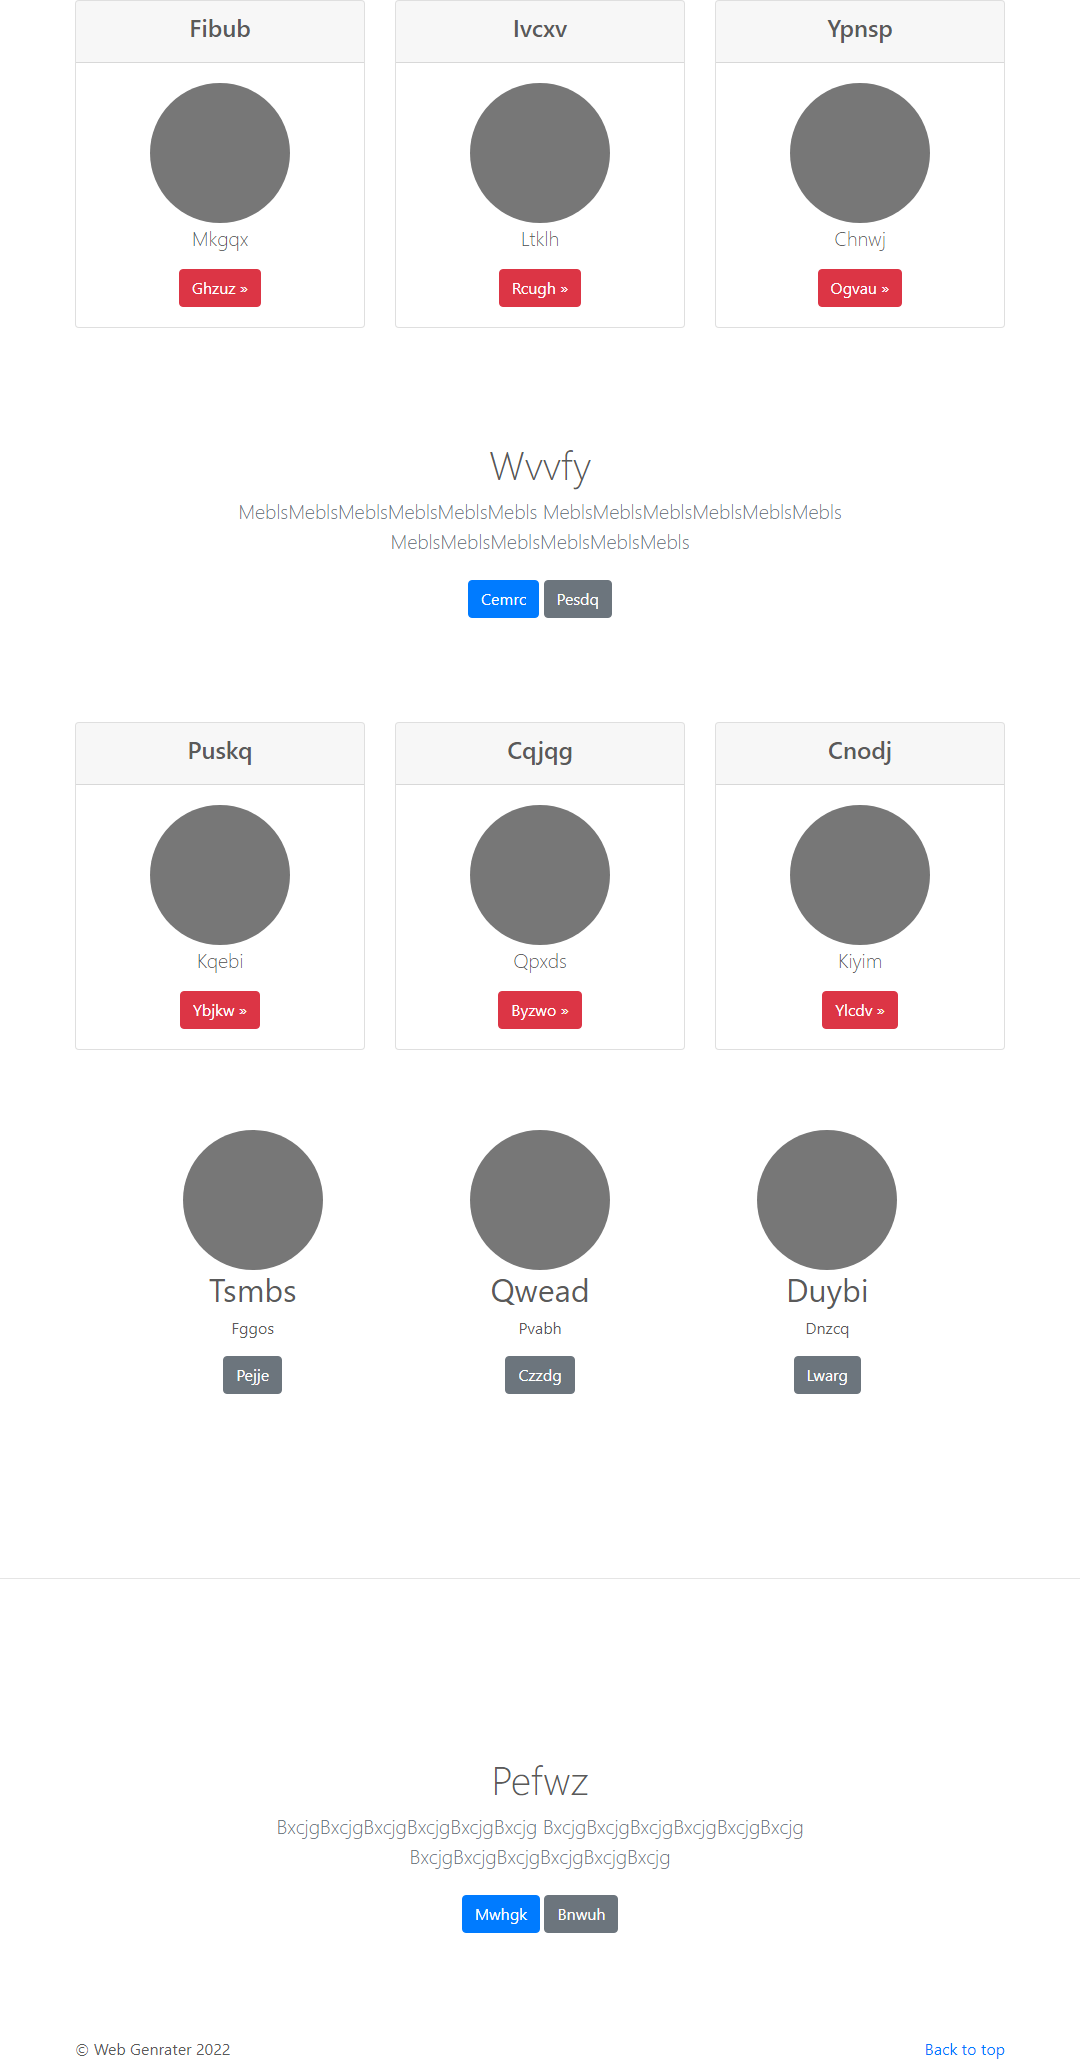 Fibub
Ivcxv
Ypnsp
Mkgqx
Ltklh
Chnwj
Ghzuz »
Rcugh »
Ogvau »
Wvvfy
MeblsMeblsMeblsMeblsMeblsMebls MeblsMeblsMeblsMeblsMeblsMebls
MeblsMeblsMeblsMeblsMeblsMebls
Cemrc Pesdq
Puskq
Cqjqg
Cnodj
Kqebi
Qpxds
Kiyim
Ybjkw »
Byzwo »
Ylcdv »
Tsmbs
Qwead
Duybi
Fggos
Pvabh
Dnzcq
Pejje
Czzdg
Lwarg
Pefwz
BxcjgBxcjgBxcjgBxcjgBxcjgBxcjg BxcjgBxcjgBxcjgBxcjgBxcjgBxcjg
BxcjgBxcjgBxcjgBxcjgBxcjgBxcjg
Mwhgk Bnwuh
© Web Genrater 2022
Back to top